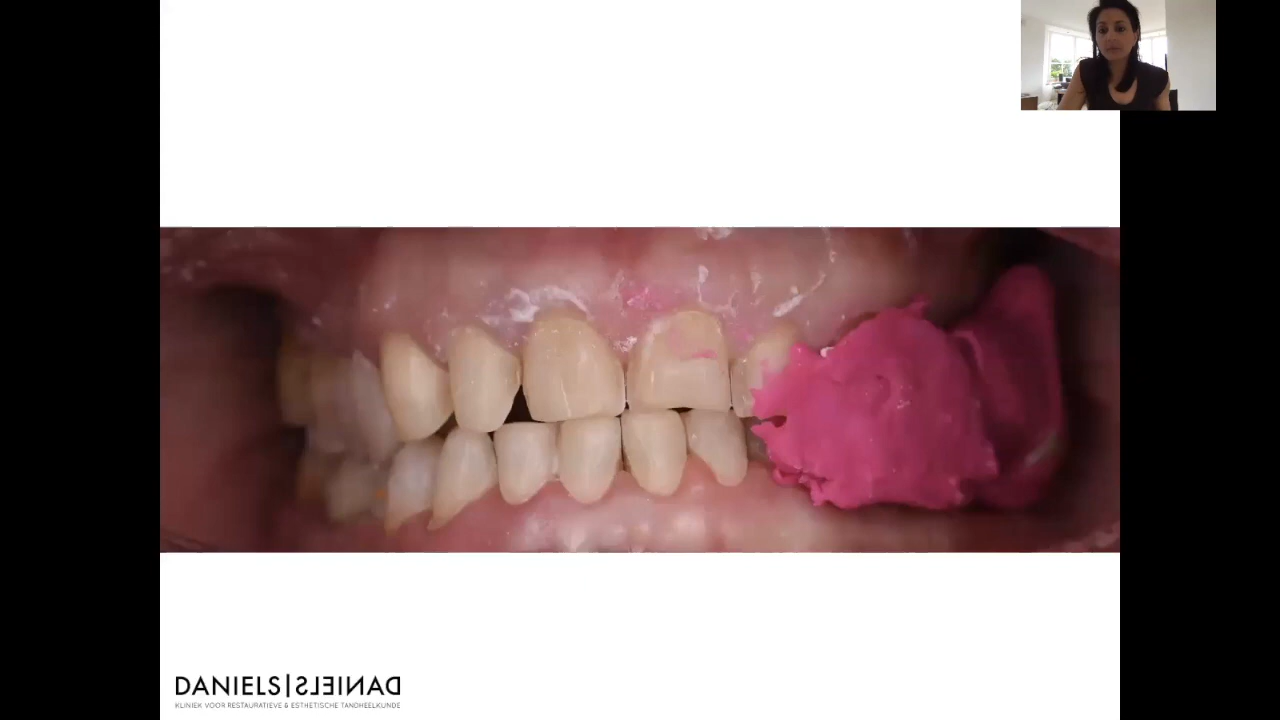 DANIELS|DANIELS
KLINIEK VOOR RESTAURATIEVE & ESTHETISCHE TANDHEELKUNDE